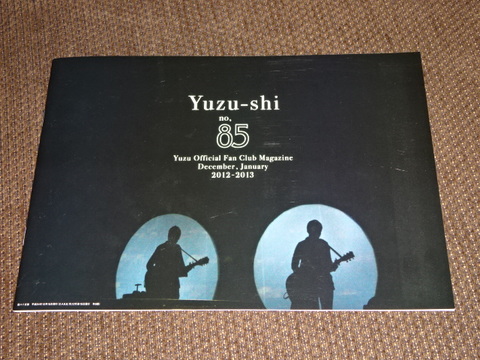 Yuzu-shi
no.
85
Yuzu Official Fan Club Magazine
December, January
2012-2013